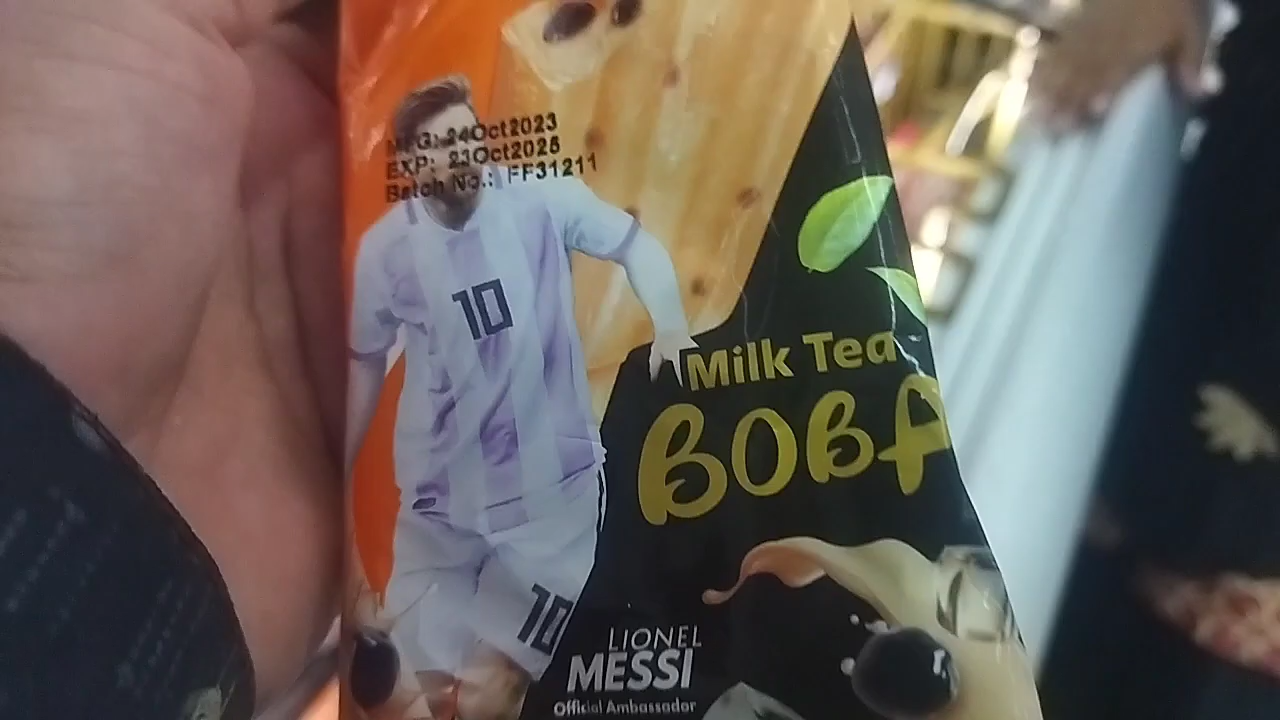 MFG: 24Oct2023
EXP: 23Oct2025
Batch No.: FF31211
10
Milk Tea
BOBA
10
LIONEL
MESSI
Official Ambassador